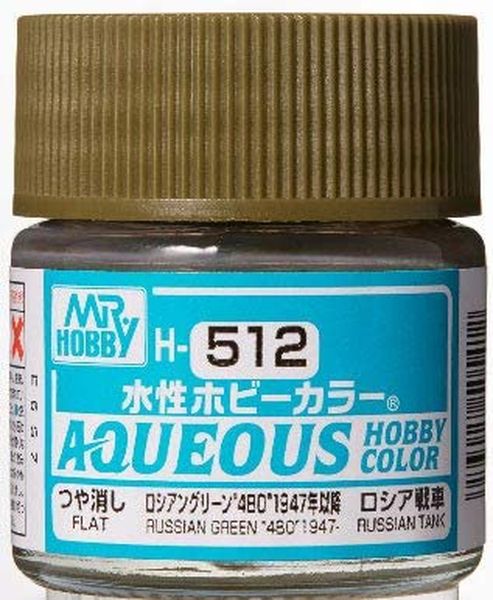 MR
HOBBY
H-512
水性ホビーカラー®
AQUEOUS HOBBY COLOR
つや消し ロシアングリーン"4BO"1947年以降 ロシア戦車
FLAT RUSSIAN GREEN "4BO"1947- RUSSIAN TANK